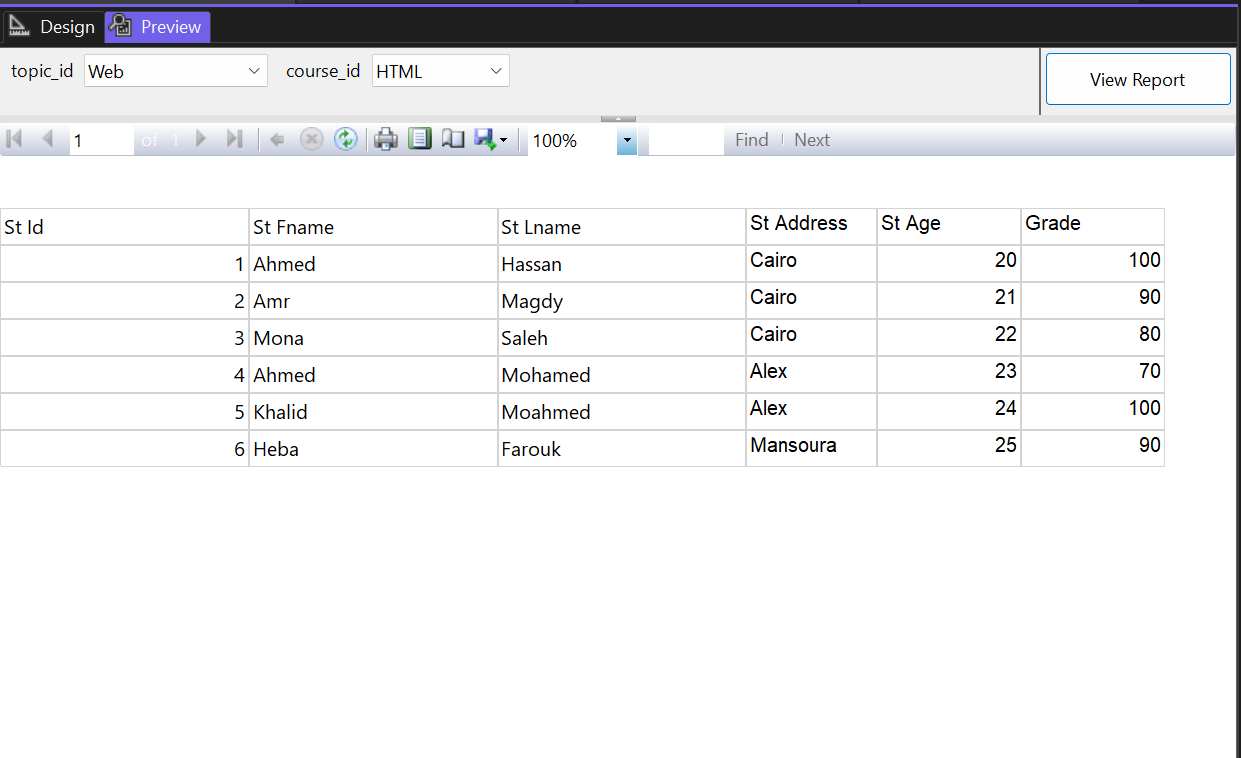 Design Preview
topic_id Web course_id HTML View Report
1 of 1 100% Find Next
St Id St Fname St Lname St Address St Age Grade
1 Ahmed Hassan Cairo 20 100
2 Amr Magdy Cairo 21 90
3 Mona Saleh Cairo 22 80
4 Ahmed Mohamed Alex 23 70
5 Khalid Moahmed Alex 24 100
6 Heba Farouk Mansoura 25 90